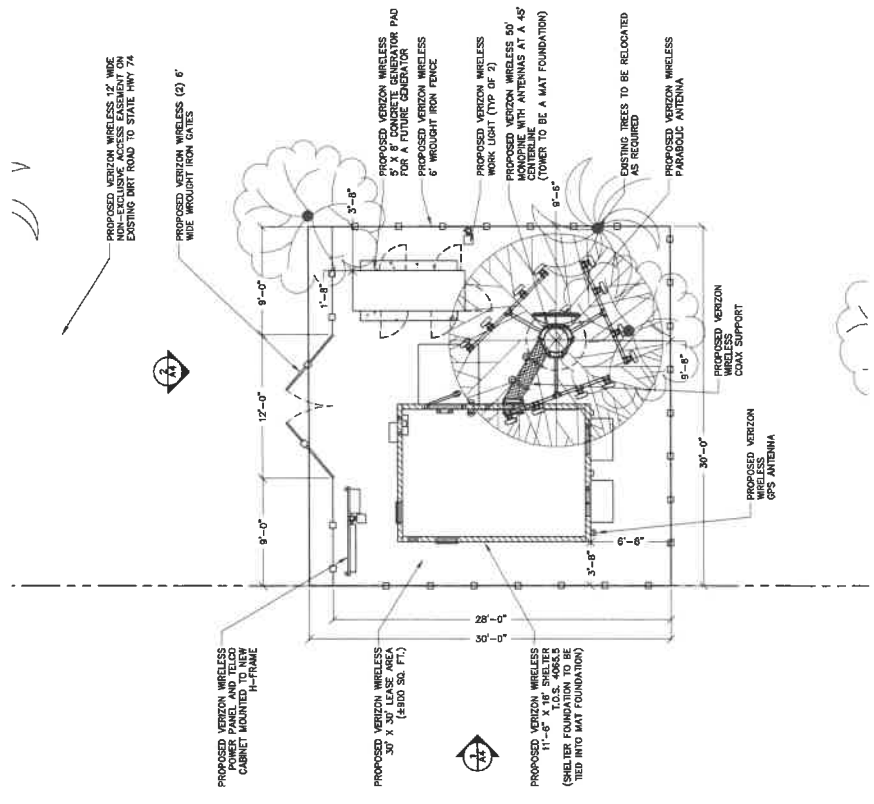 PROPOSED VERIZON WIRELESS 12' WIDE
NON-EXCLUSIVE ACCESS EASEMENT ON
EXISTING DIRT ROAD TO STATE HWY 74
PROPOSED VERIZON WIRELESS (2) 6'
WIDE WROUGHT IRON GATES
PROPOSED VERIZON WIRELESS
5' X 8' CONCRETE GENERATOR PAD
FOR A FUTURE GENERATOR
PROPOSED VERIZON WIRELESS
6' WROUGHT IRON FENCE
PROPOSED VERIZON WIRELESS
WORK LIGHT (TYP OF 2)
PROPOSED VERIZON WIRELESS 50'
MONOPINE WITH ANTENNAS AT A 45'
CENTERLINE
(TOWER TO BE A MAT FOUNDATION)
EXISTING TREES TO BE RELOCATED
AS REQUIRED
PROPOSED VERIZON WIRELESS
PARABOLIC ANTENNA
2
A4
9'-0"
12'-0"
9'-0"
1'-8"
3'-8"
9'-6"
9'-6"
30'-0"
6'-6"
3'-8"
28'-0"
30'-0"
PROPOSED VERIZON
WIRELESS
COAX SUPPORT
PROPOSED VERIZON
WIRELESS
GPS ANTENNA
PROPOSED VERIZON WIRELESS
POWER PANEL AND TELCO
CABINET MOUNTED TO NEW
H-FRAME
PROPOSED VERIZON WIRELESS
30' X 30' LEASE AREA
(±900 SQ. FT.)
PROPOSED VERIZON WIRELESS
11'-6" X 16' SHELTER
T.O.S. 4065.5
(SHELTER FOUNDATION TO BE
TIED INTO MAT FOUNDATION)
A4